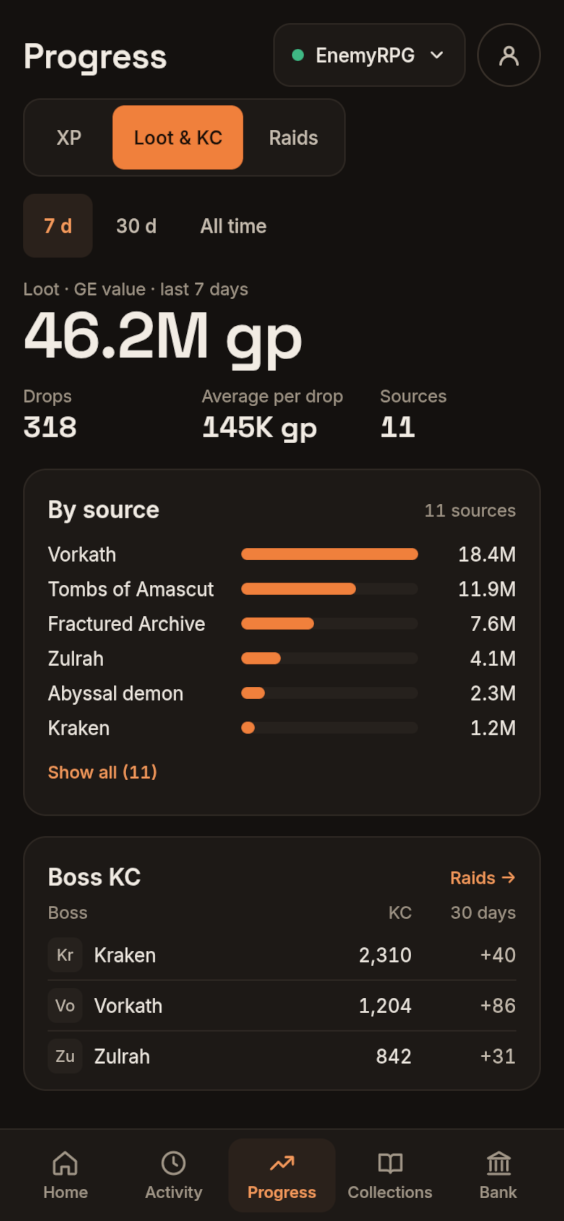 Progress
EnemyRPG
XP
Loot & KC
Raids
7 d
30 d
All time
Loot · GE value · last 7 days
46.2M gp
Drops
Average per drop
Sources
318
145K gp
11
By source
11 sources
Vorkath 18.4M
Tombs of Amascut 11.9M
Fractured Archive 7.6M
Zulrah 4.1M
Abyssal demon 2.3M
Kraken 1.2M
Show all (11)
Boss KC
Raids →
Boss KC 30 days
Kr Kraken 2,310 +40
Vo Vorkath 1,204 +86
Zu Zulrah 842 +31
Home
Activity
Progress
Collections
Bank